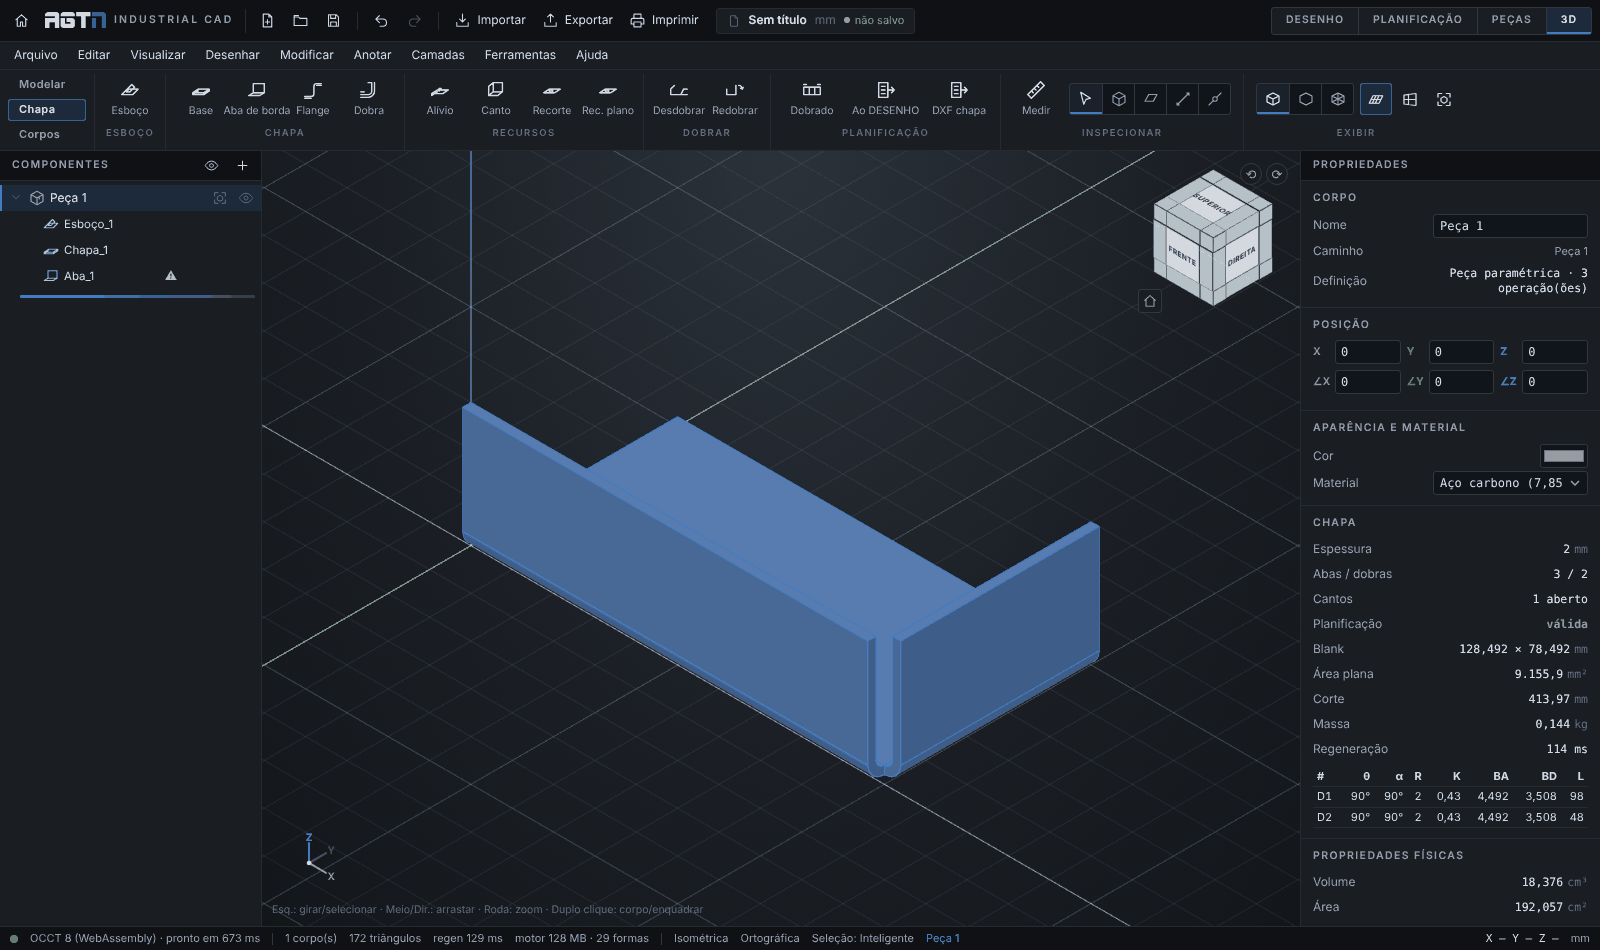 AGTN INDUSTRIAL CAD
Importar
Exportar
Imprimir
Sem título mm não salvo
DESENHO PLANIFICAÇÃO PEÇAS 3D
Arquivo Editar Visualizar Desenhar Modificar Anotar Camadas Ferramentas Ajuda
Modelar
Chapa
Corpos
Esboço Base Aba de borda Flange Dobra Alívio Canto Recorte Rec. plano Desdobrar Redobrar Dobrado Ao DESENHO DXF chapa Medir
ESBOÇO CHAPA RECURSOS DOBRAR PLANIFICAÇÃO INSPECIONAR EXIBIR
COMPONENTES
Peça 1
Esboço_1
Chapa_1
Aba_1
SUPERIOR
FRENTE
DIREITA
Z
Y
X
Esq.: girar/selecionar · Meio/Dir.: arrastar · Roda: zoom · Duplo clique: corpo/enquadrar
PROPRIEDADES
CORPO
Nome Peça 1
Caminho Peça 1
Definição Peça paramétrica · 3
operação(ões)
POSIÇÃO
X 0 Y 0 Z 0
∠X 0 ∠Y 0 ∠Z 0
APARÊNCIA E MATERIAL
Cor
Material Aço carbono (7,85
CHAPA
Espessura 2 mm
Abas / dobras 3 / 2
Cantos 1 aberto
Planificação válida
Blank 128,492 × 78,492 mm
Área plana 9.155,9 mm²
Corte 413,97 mm
Massa 0,144 kg
Regeneração 114 ms
# θ α R K BA BD L
D1 90° 90° 2 0,43 4,492 3,508 98
D2 90° 90° 2 0,43 4,492 3,508 48
PROPRIEDADES FÍSICAS
Volume 18,376 cm³
Área 192,057 cm²
OCCT 8 (WebAssembly) · pronto em 673 ms 1 corpo(s) 172 triângulos regen 129 ms motor 128 MB · 29 formas Isométrica Ortográfica Seleção: Inteligente Peça 1 X — Y — Z — mm